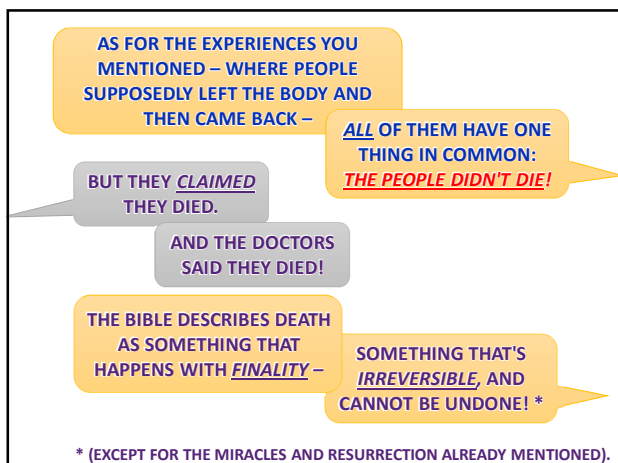 AS FOR THE EXPERIENCES YOU
MENTIONED – WHERE PEOPLE
SUPPOSEDLY LEFT THE BODY AND
THEN CAME BACK –
ALL OF THEM HAVE ONE
THING IN COMMON:
THE PEOPLE DIDN'T DIE!
BUT THEY CLAIMED
THEY DIED.
AND THE DOCTORS
SAID THEY DIED!
THE BIBLE DESCRIBES DEATH
AS SOMETHING THAT
HAPPENS WITH FINALITY –
SOMETHING THAT'S
IRREVERSIBLE, AND
CANNOT BE UNDONE! *
* (EXCEPT FOR THE MIRACLES AND RESURRECTION ALREADY MENTIONED).